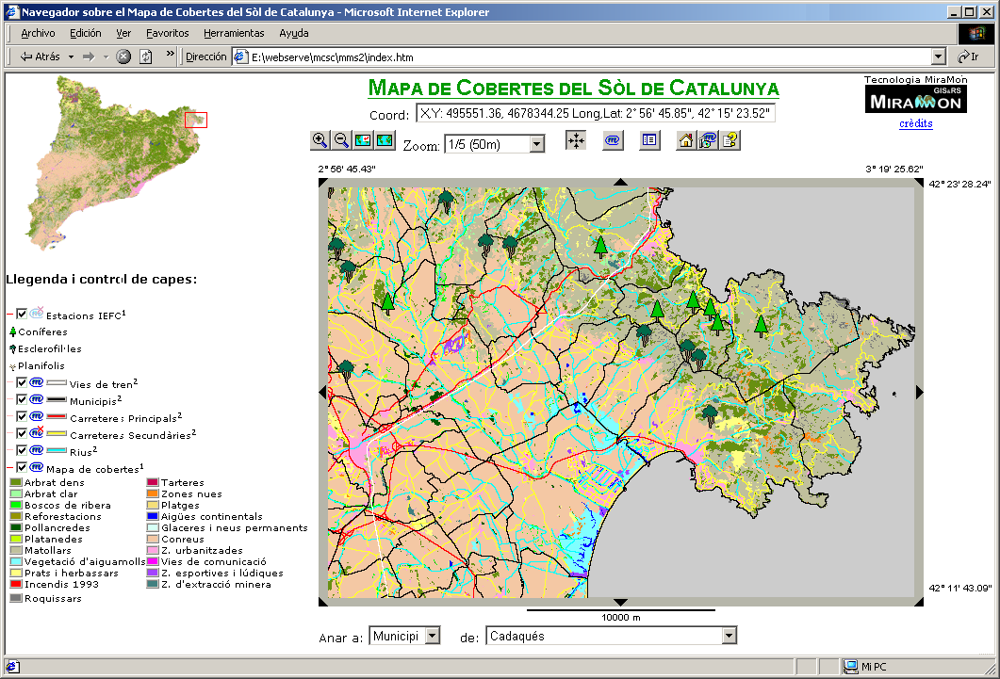 Navegador sobre el Mapa de Cobertes del Sòl de Catalunya - Microsoft Internet Explorer
Archivo Edición Ver Favoritos Herramientas Ayuda
Atrás » Dirección E:\webserve\mcsc\mms2\index.htm Ir
Tecnologia MiraMon
GIS&RS
MIRAMON
crèdits
MAPA DE COBERTES DEL SÒL DE CATALUNYA
Coord: X,Y: 495551.36, 4678344.25 Long,Lat: 2° 56' 45.85", 42° 15' 23.52"
Zoom: 1/5 (50m)
2° 56' 45.43" 3° 19' 25.62"
42° 23' 28.24"
Llegenda i control de capes:
Estacions IEFC1
Coníferes
Esclerofil·les
Planifolis
Vies de tren2
Municipis2
Carreteres Principals2
Carreteres Secundàries2
Rius2
Mapa de cobertes1
Arbrat dens Tarteres
Arbrat clar Zones nues
Boscos de ribera Platges
Reforestacions Aigües continentals
Pollancredes Glaceres i neus permanents
Platanedes Conreus
Matollars Z. urbanitzades
Vegetació d'aiguamolls Vies de comunicació
Prats i herbassars Z. esportives i lúdiques
Incendis 1993 Z. d'extracció minera
Roquissars
42° 11' 43.09"
10000 m
Anar a: Municipi de: Cadaqués
Mi PC